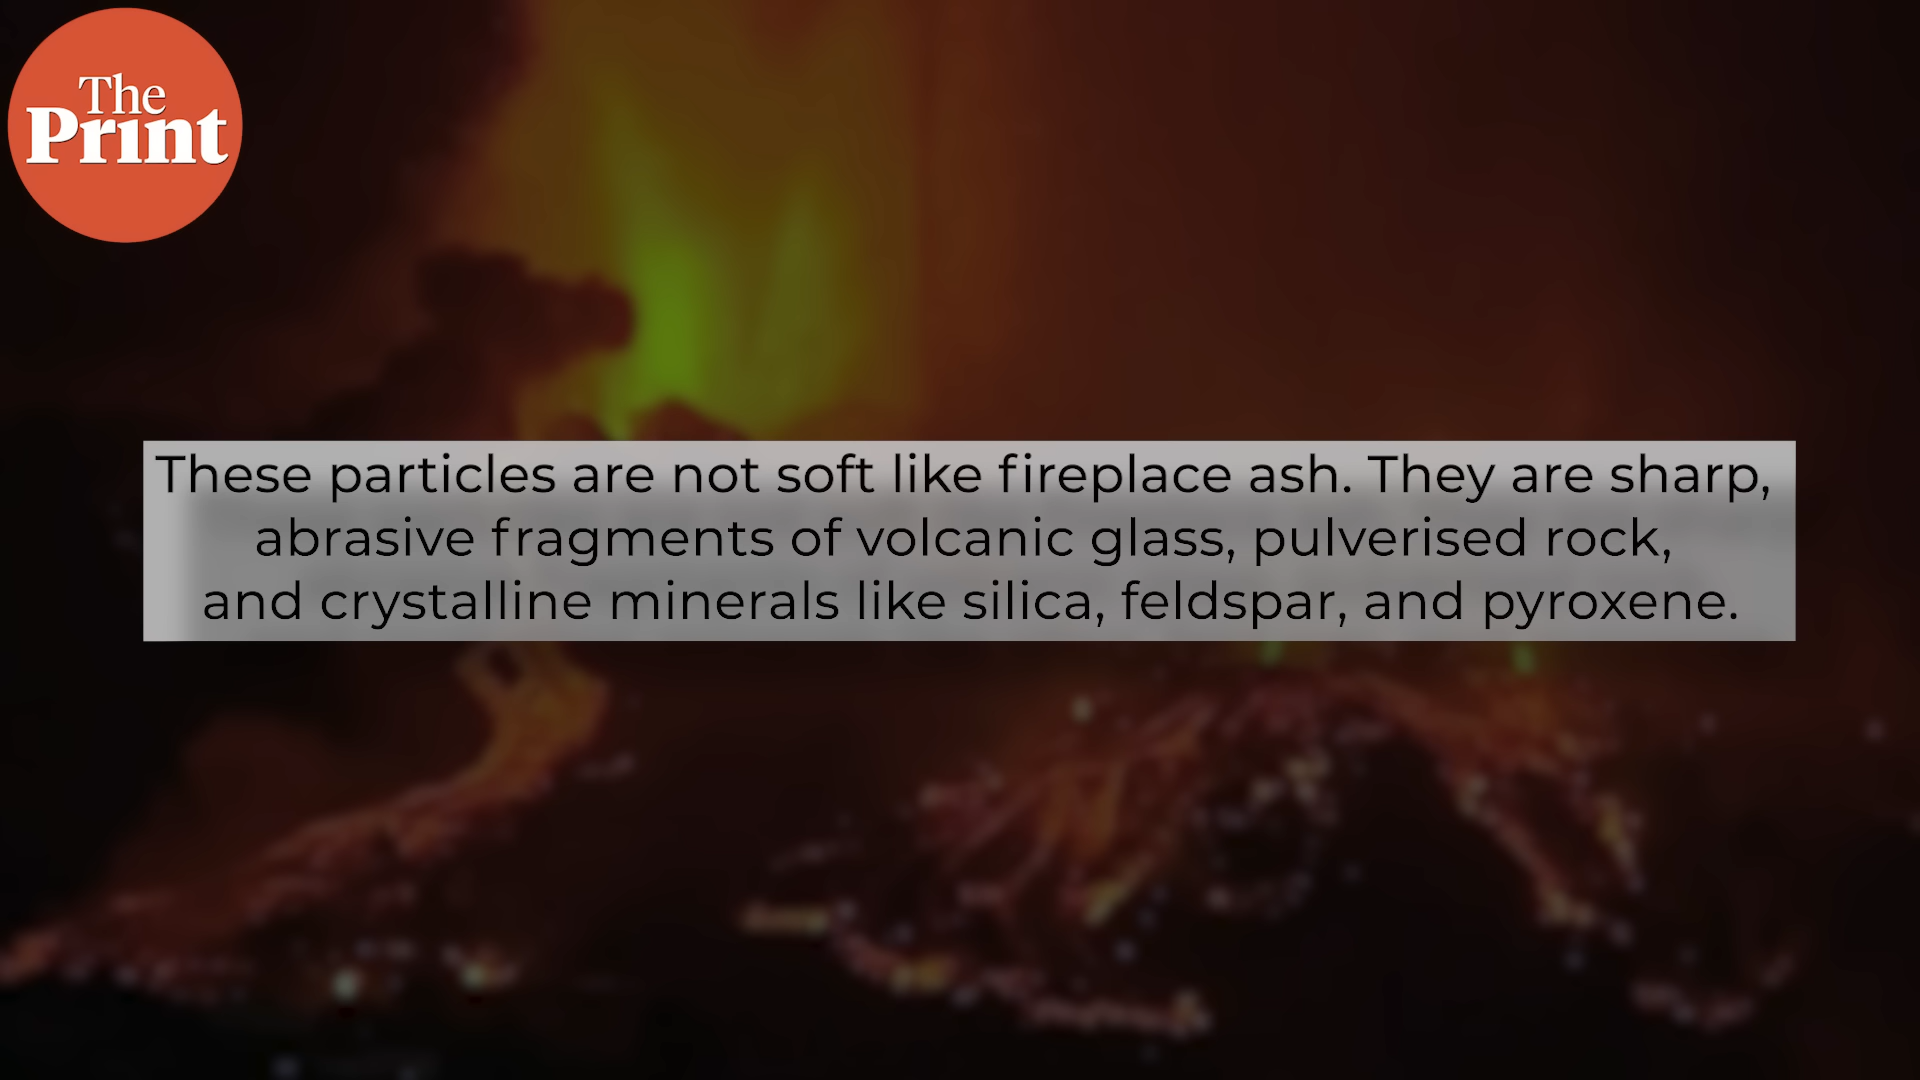 The
Print
These particles are not soft like fireplace ash. They are sharp,
abrasive fragments of volcanic glass, pulverised rock,
and crystalline minerals like silica, feldspar, and pyroxene.